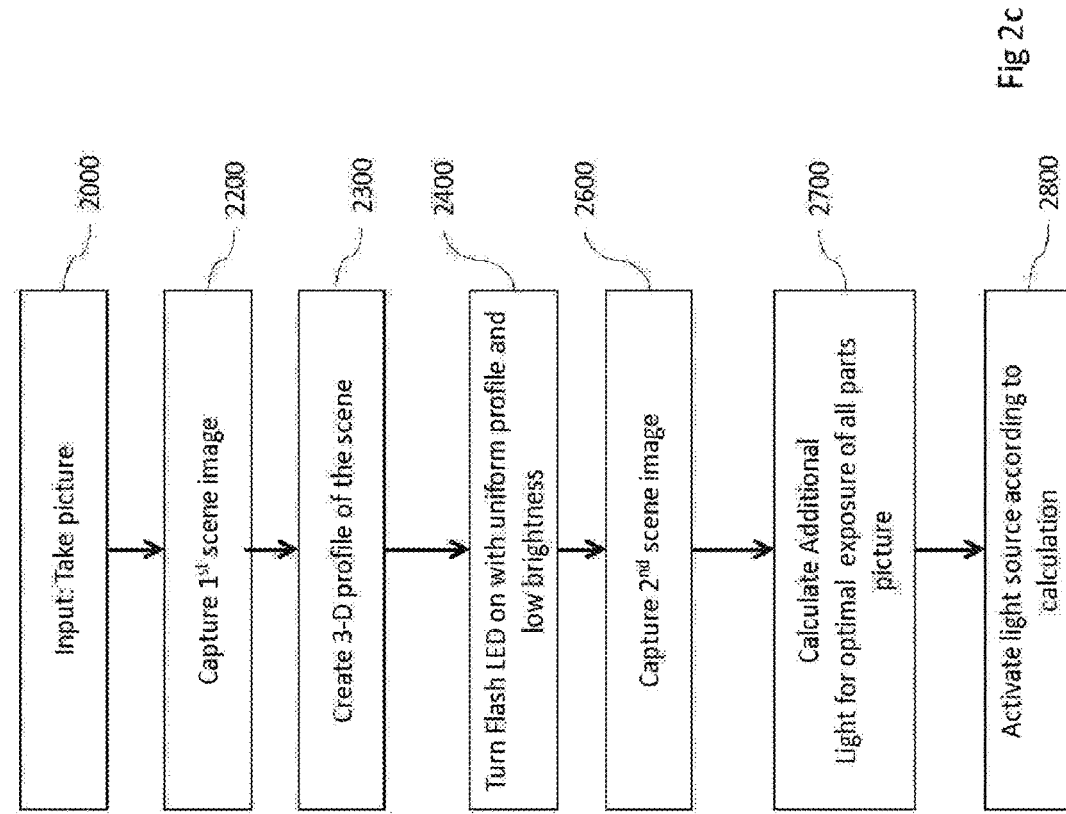 Input: Take picture
2000
Capture 1st scene image
2200
Create 3-D profile of the scene
2300
Turn Flash LED on with uniform profile and
low brightness
2400
Capture 2nd scene image
2600
Calculate Additional
Light for optimal exposure of all parts
picture
2700
Activate light source according to
calculation
2800
Fig 2c